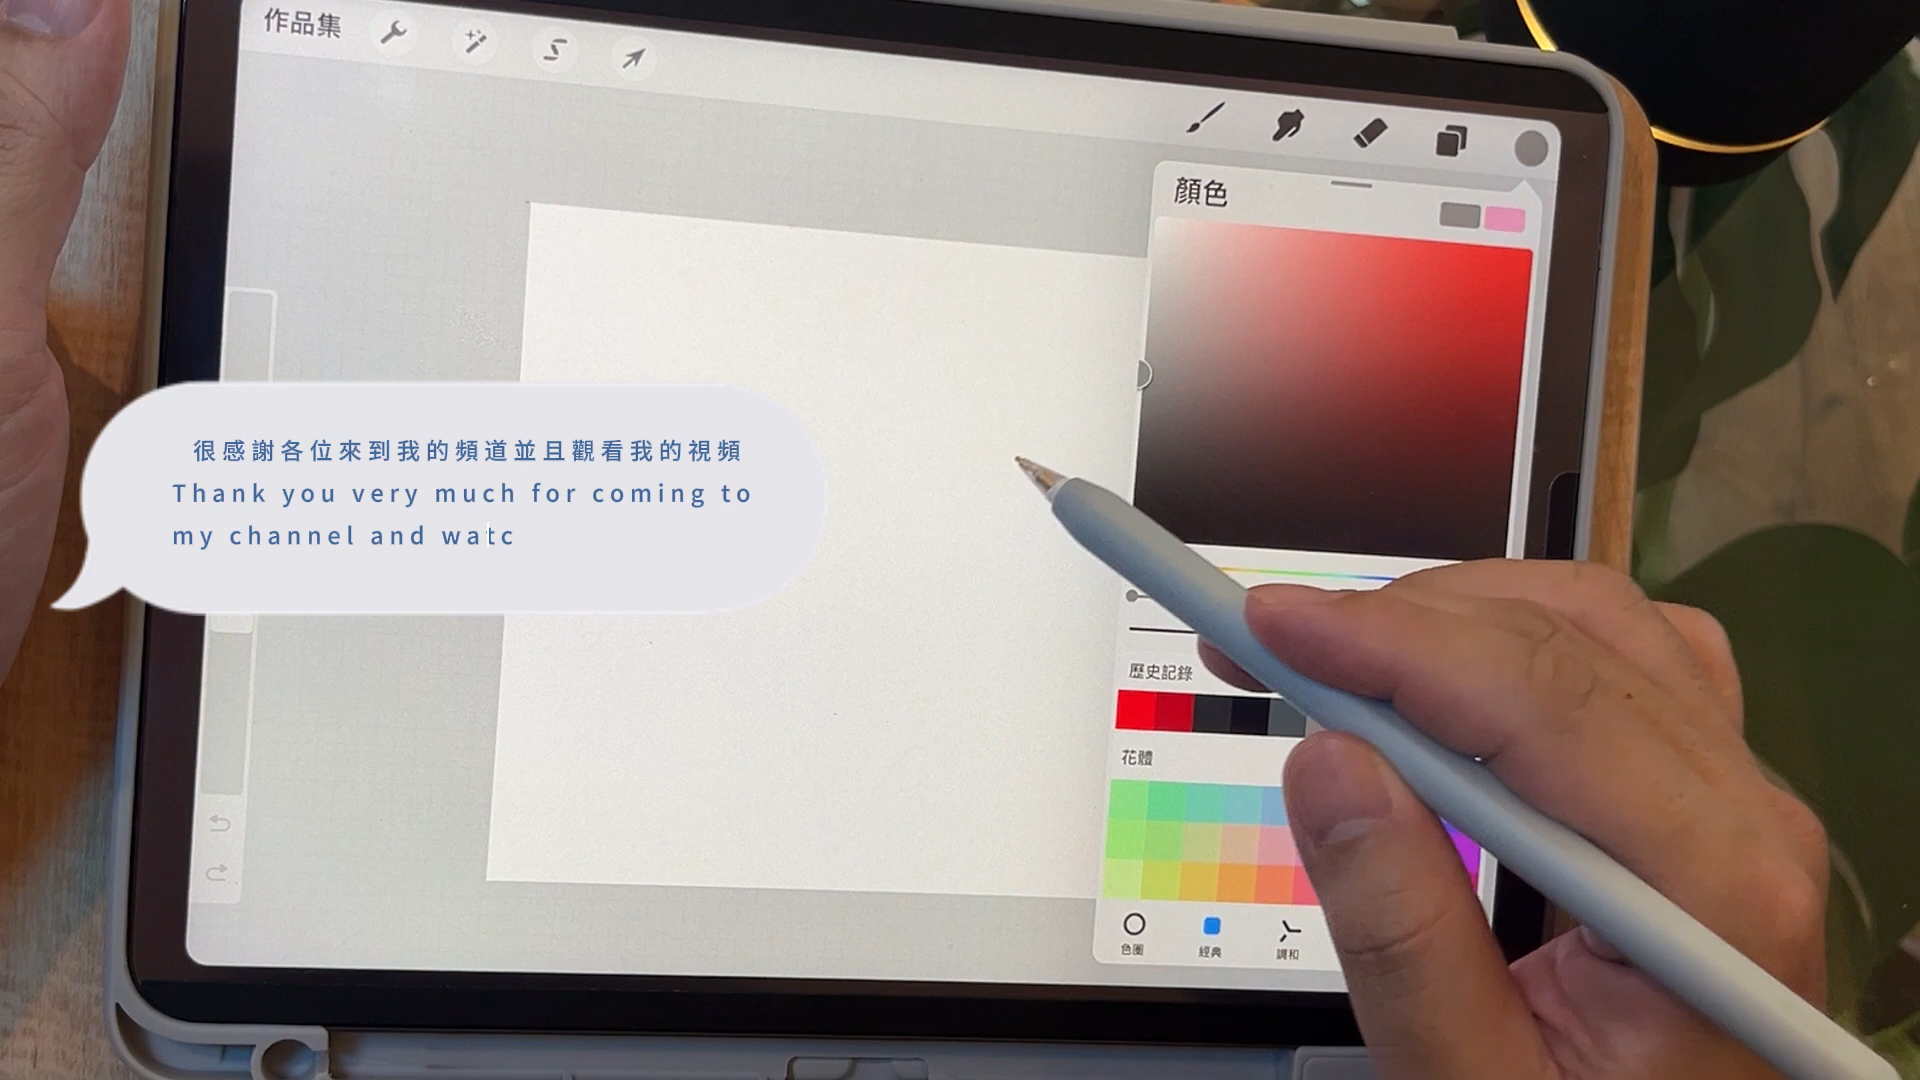 作品集
顏色
很感謝各位來到我的頻道並且觀看我的視頻
Thank you very much for coming to
my channel and watc
歷史記錄
花體
色圈
經典
調和